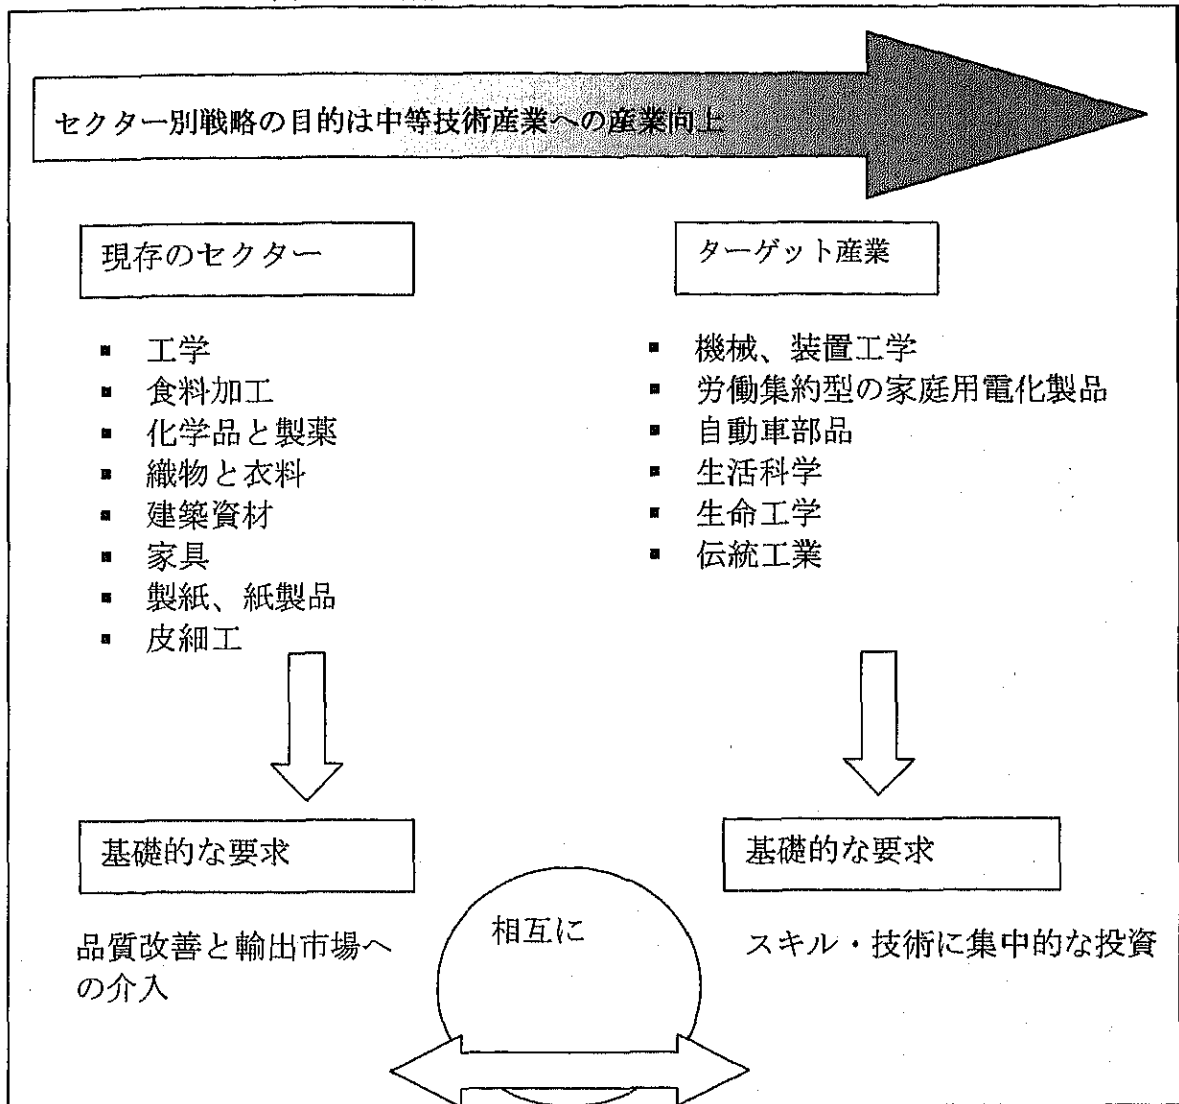 セクター別戦略の目的は中等技術産業への産業向上
現存のセクター
▪ 工学
▪ 食料加工
▪ 化学品と製薬
▪ 織物と衣料
▪ 建築資材
▪ 家具
▪ 製紙、紙製品
▪ 皮細工
ターゲット産業
▪ 機械、装置工学
▪ 労働集約型の家庭用電化製品
▪ 自動車部品
▪ 生活科学
▪ 生命工学
▪ 伝統工業
基礎的な要求
品質改善と輸出市場へ
の介入
相互に
基礎的な要求
スキル・技術に集中的な投資